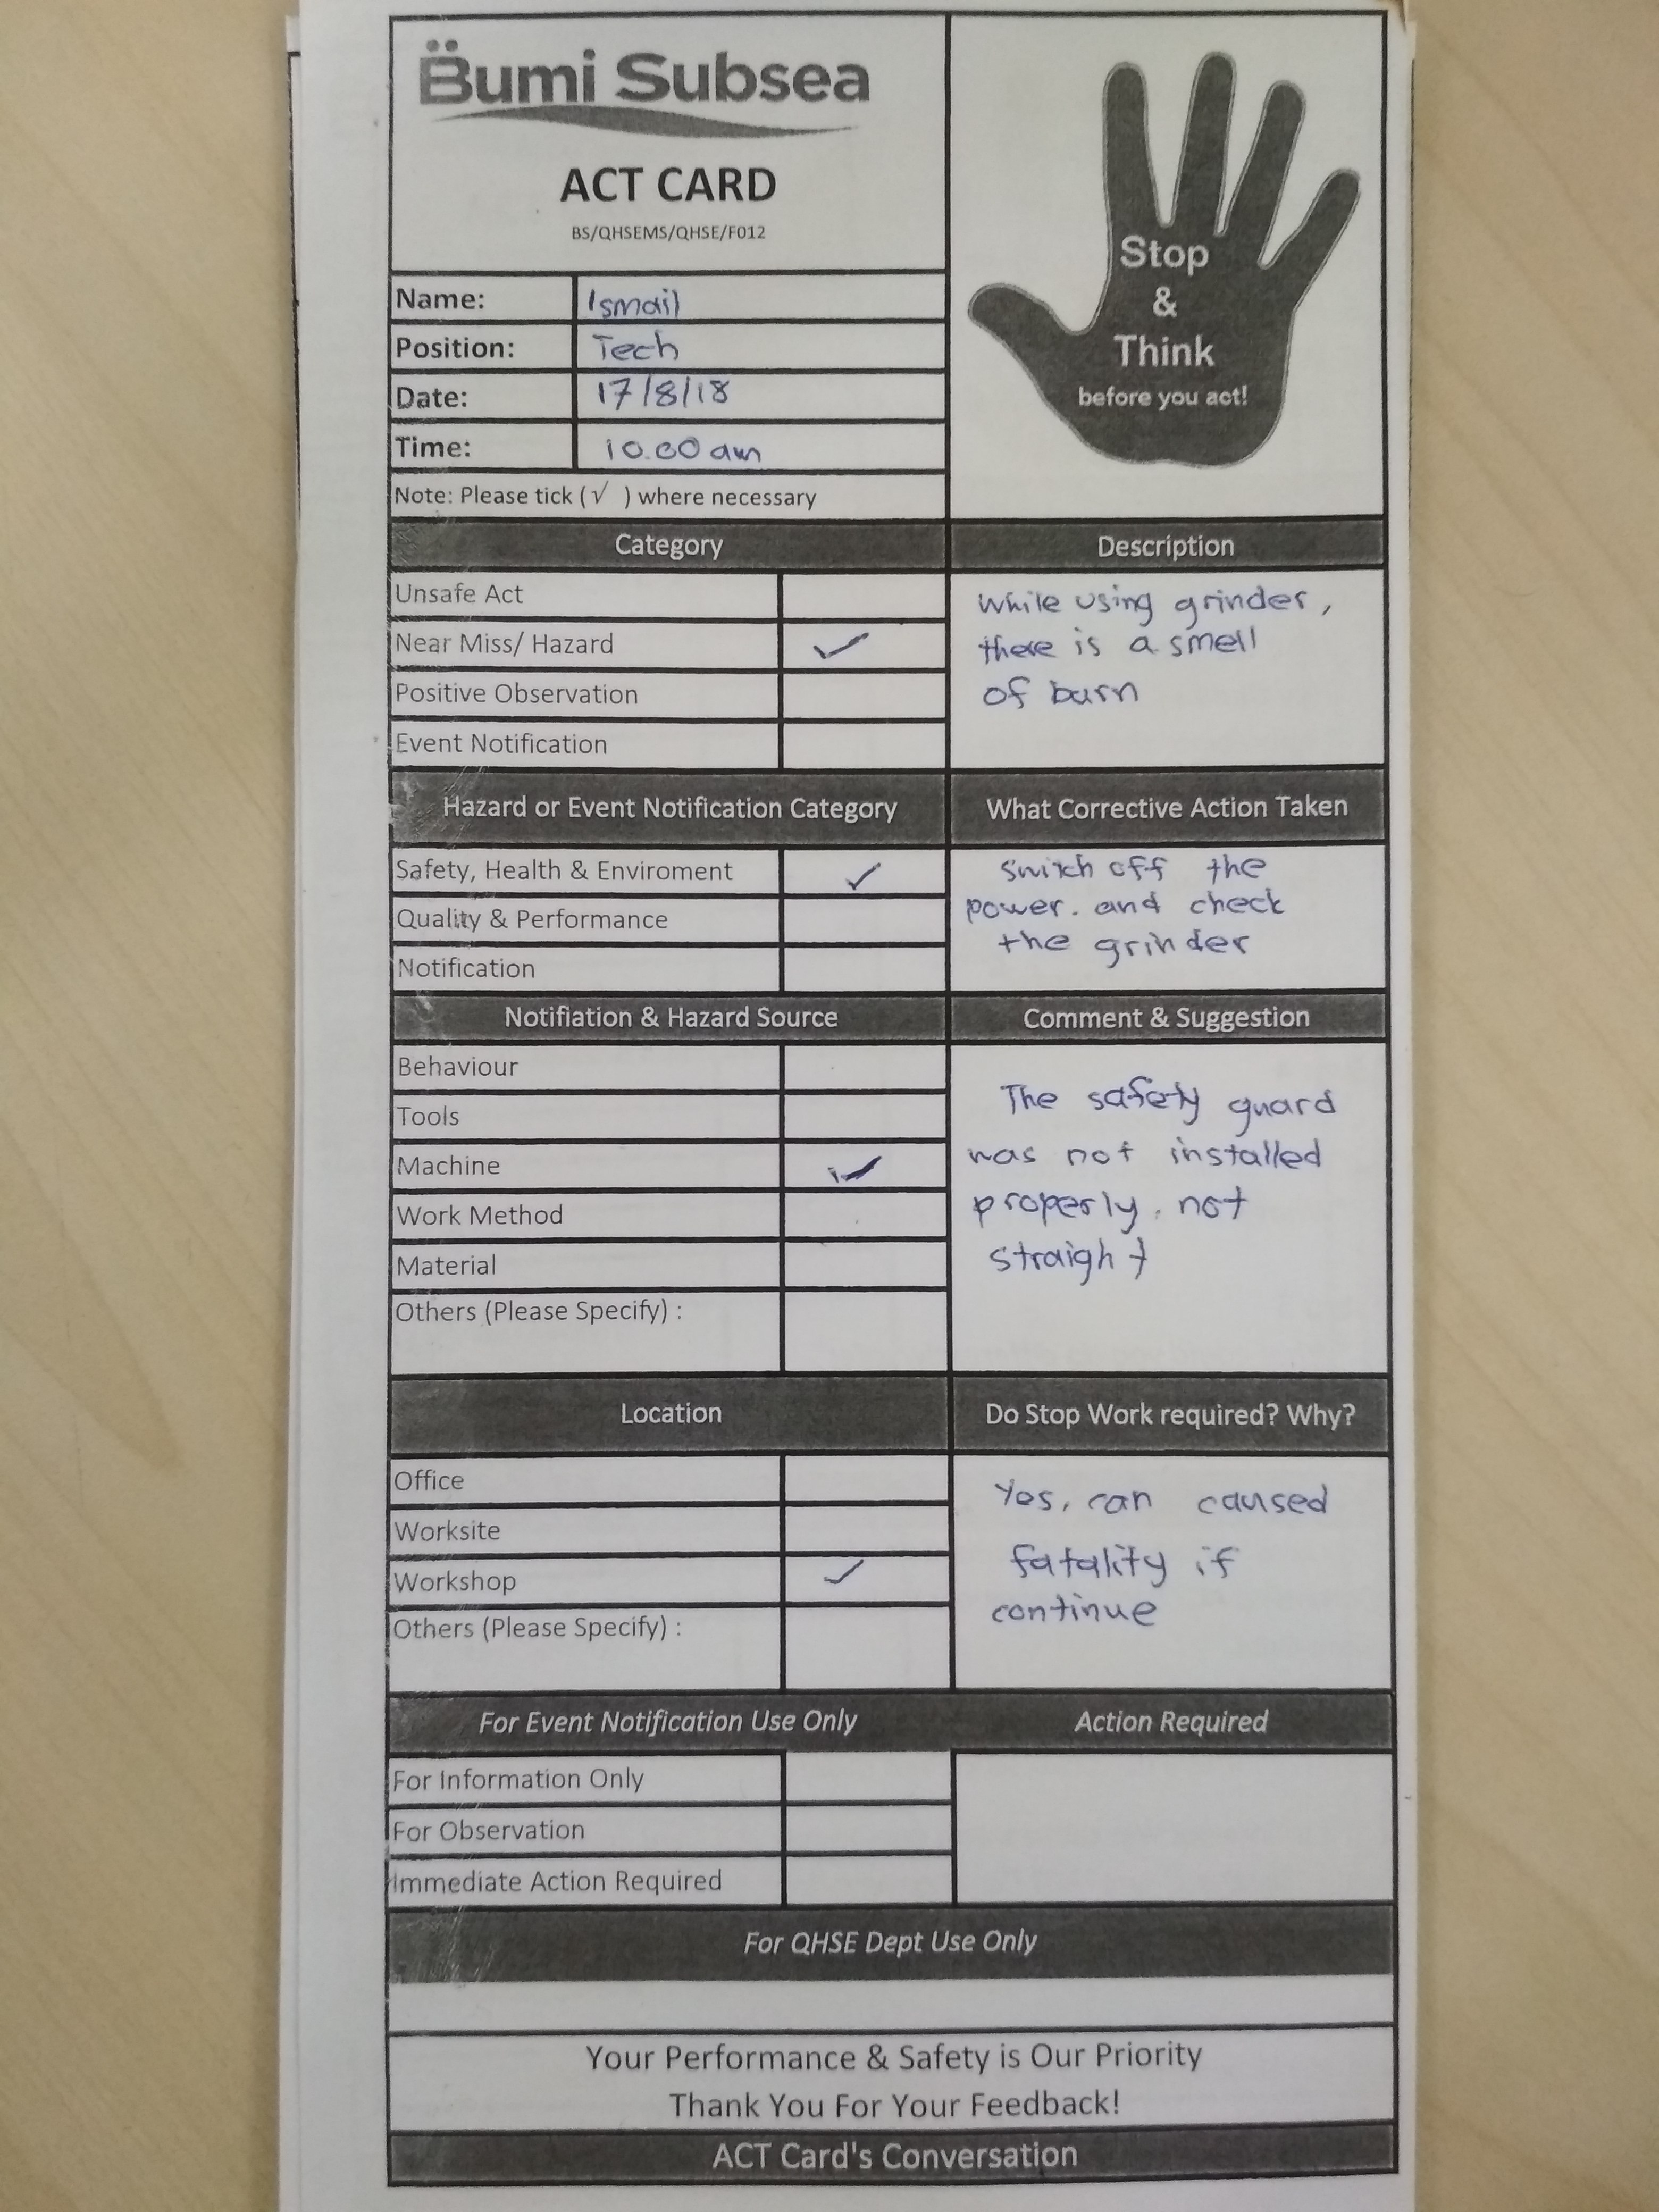 Bumi Subsea
ACT CARD
BS/QHSEMS/QHSE/F012
Stop
&
Think
before you act!
Name: Ismail
Position: Tech
Date: 17/8/18
Time: 10.00 am
Note: Please tick (√ ) where necessary
Category
Description
Unsafe Act
Near Miss/ Hazard ✓
Positive Observation
Event Notification
While using grinder,
there is a smell
of burn
Hazard or Event Notification Category
What Corrective Action Taken
Safety, Health & Enviroment ✓
Quality & Performance
Notification
Switch off the
power. and check
the grinder
Notifiation & Hazard Source
Comment & Suggestion
Behaviour
Tools
Machine ✓
Work Method
Material
Others (Please Specify) :
The safety guard
was not installed
properly. not
straight
Location
Do Stop Work required? Why?
Office
Worksite
Workshop ✓
Others (Please Specify) :
Yes, can caused
fatality if
continue
For Event Notification Use Only
Action Required
For Information Only
For Observation
Immediate Action Required
For QHSE Dept Use Only
Your Performance & Safety is Our Priority
Thank You For Your Feedback!
ACT Card's Conversation